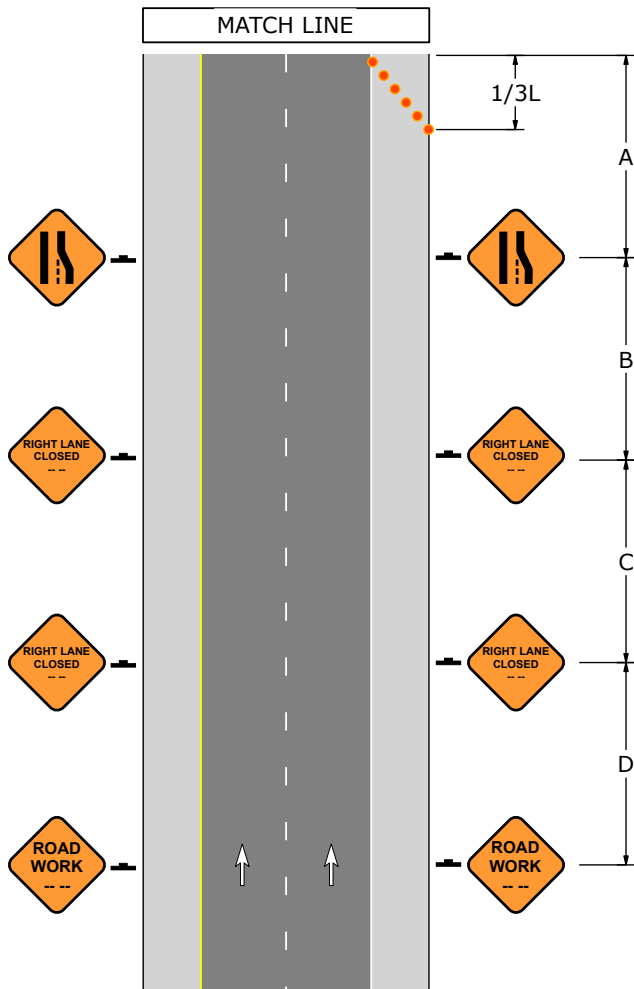 MATCH LINE
1/3L
A
B
RIGHT LANE
CLOSED
-- --
RIGHT LANE
CLOSED
-- --
C
RIGHT LANE
CLOSED
-- --
RIGHT LANE
CLOSED
-- --
D
ROAD
WORK
-- --
ROAD
WORK
-- --